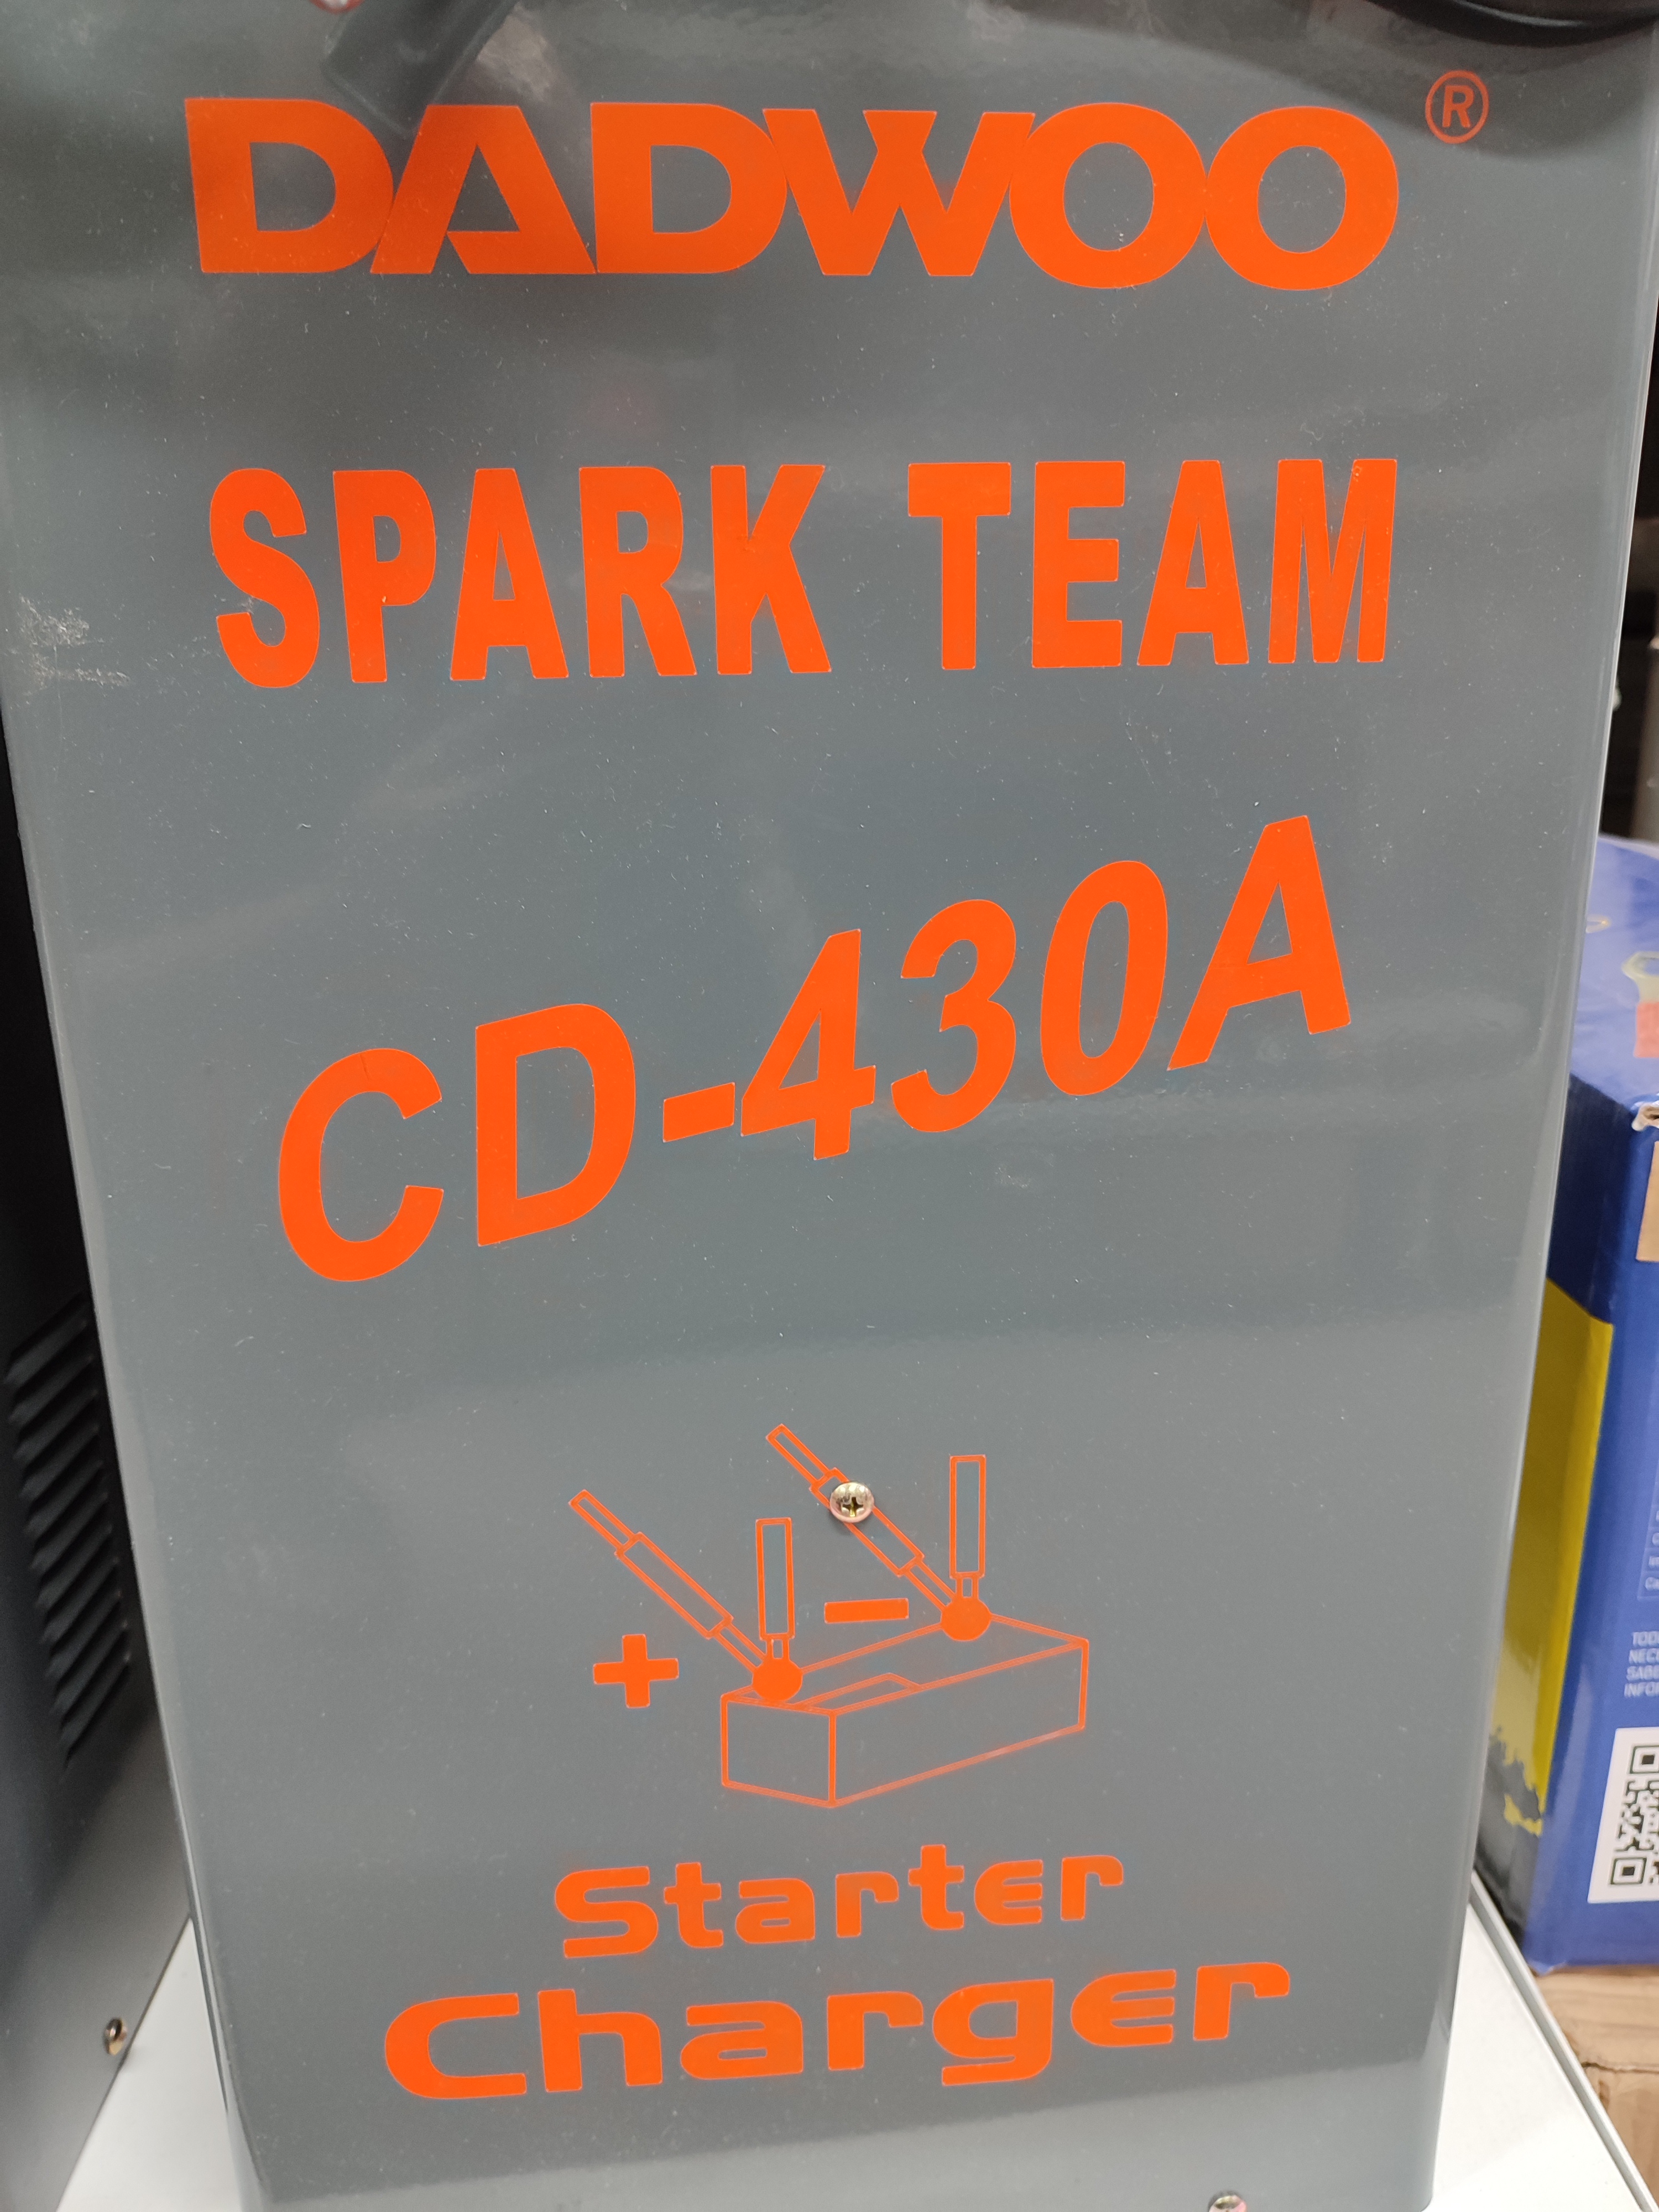 DADWOO®
SPARK TEAM
CD-430A
+ -
Starter
Charger